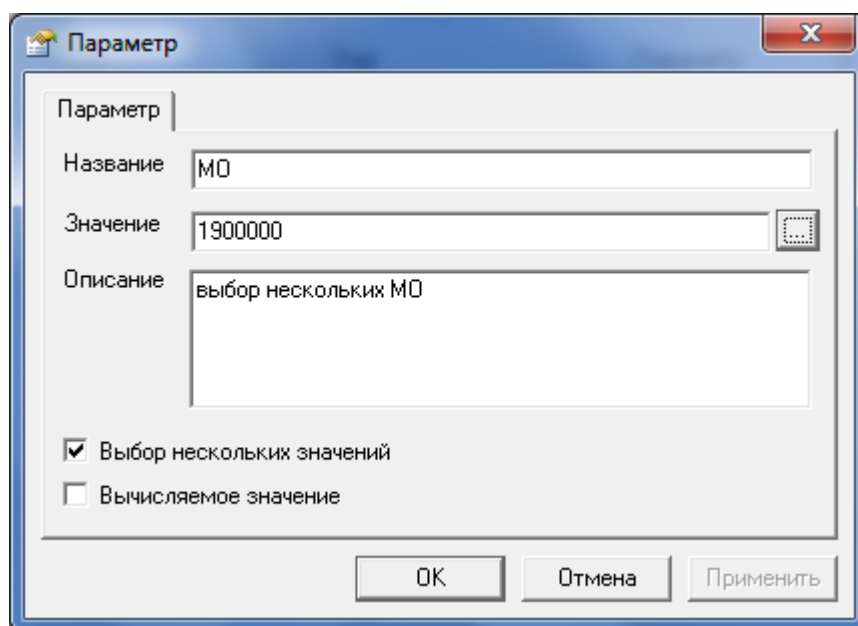 Параметр
Параметр
Название МО
Значение 1900000 ...
Описание выбор нескольких МО
Выбор нескольких значений
Вычисляемое значение
OK Отмена Применить